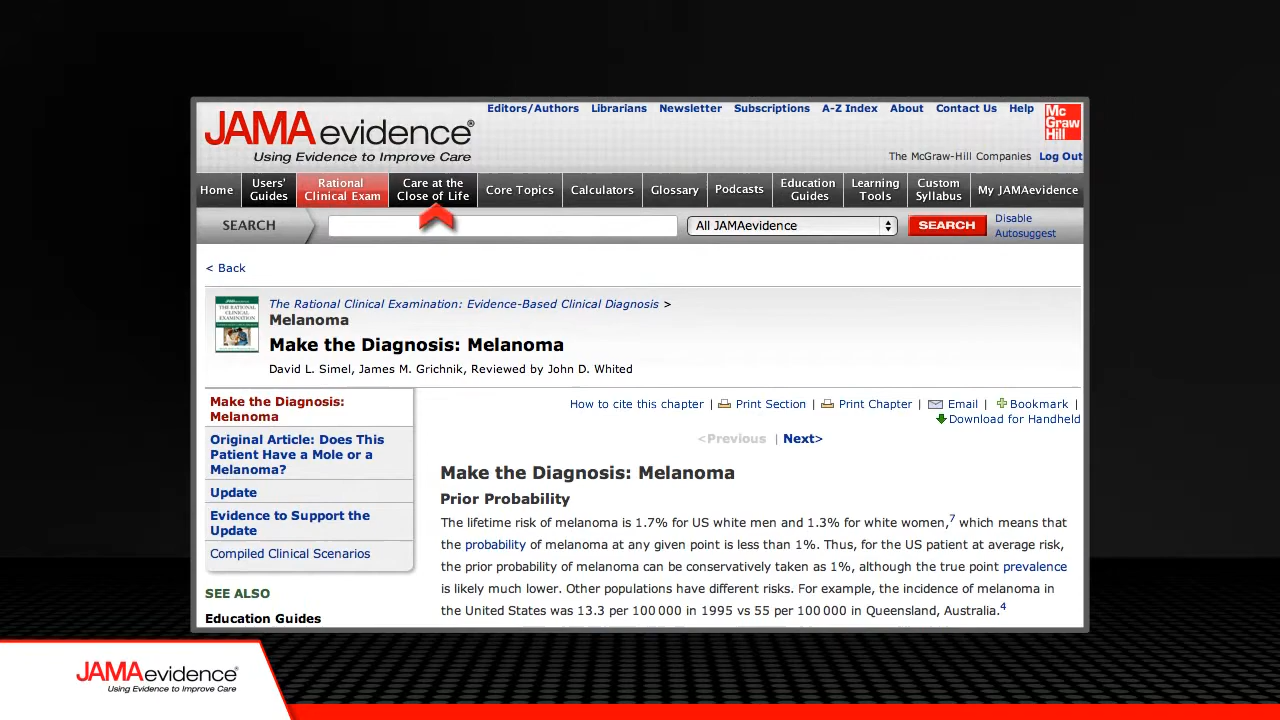 Editors/Authors Librarians Newsletter Subscriptions A-Z Index About Contact Us Help
JAMAevidence®
Using Evidence to Improve Care
Mc
Graw
Hill
The McGraw-Hill Companies Log Out
Home Users' Guides Rational Clinical Exam Care at the Close of Life Core Topics Calculators Glossary Podcasts Education Guides Learning Tools Custom Syllabus My JAMAevidence
SEARCH All JAMAevidence SEARCH Disable Autosuggest
< Back
The Rational Clinical Examination: Evidence-Based Clinical Diagnosis >
THE RATIONAL
CLINICAL
EXAMINATION
Melanoma
Make the Diagnosis: Melanoma
David L. Simel, James M. Grichnik, Reviewed by John D. Whited
Make the Diagnosis:
Melanoma
Original Article: Does This
Patient Have a Mole or a
Melanoma?
Update
Evidence to Support the
Update
Compiled Clinical Scenarios
SEE ALSO
Education Guides
How to cite this chapter | Print Section | Print Chapter | Email | Bookmark |
Download for Handheld
<Previous | Next>
Make the Diagnosis: Melanoma
Prior Probability
The lifetime risk of melanoma is 1.7% for US white men and 1.3% for white women,7 which means that
the probability of melanoma at any given point is less than 1%. Thus, for the US patient at average risk,
the prior probability of melanoma can be conservatively taken as 1%, although the true point prevalence
is likely much lower. Other populations have different risks. For example, the incidence of melanoma in
the United States was 13.3 per 100 000 in 1995 vs 55 per 100 000 in Queensland, Australia.4
JAMAevidence®
Using Evidence to Improve Care